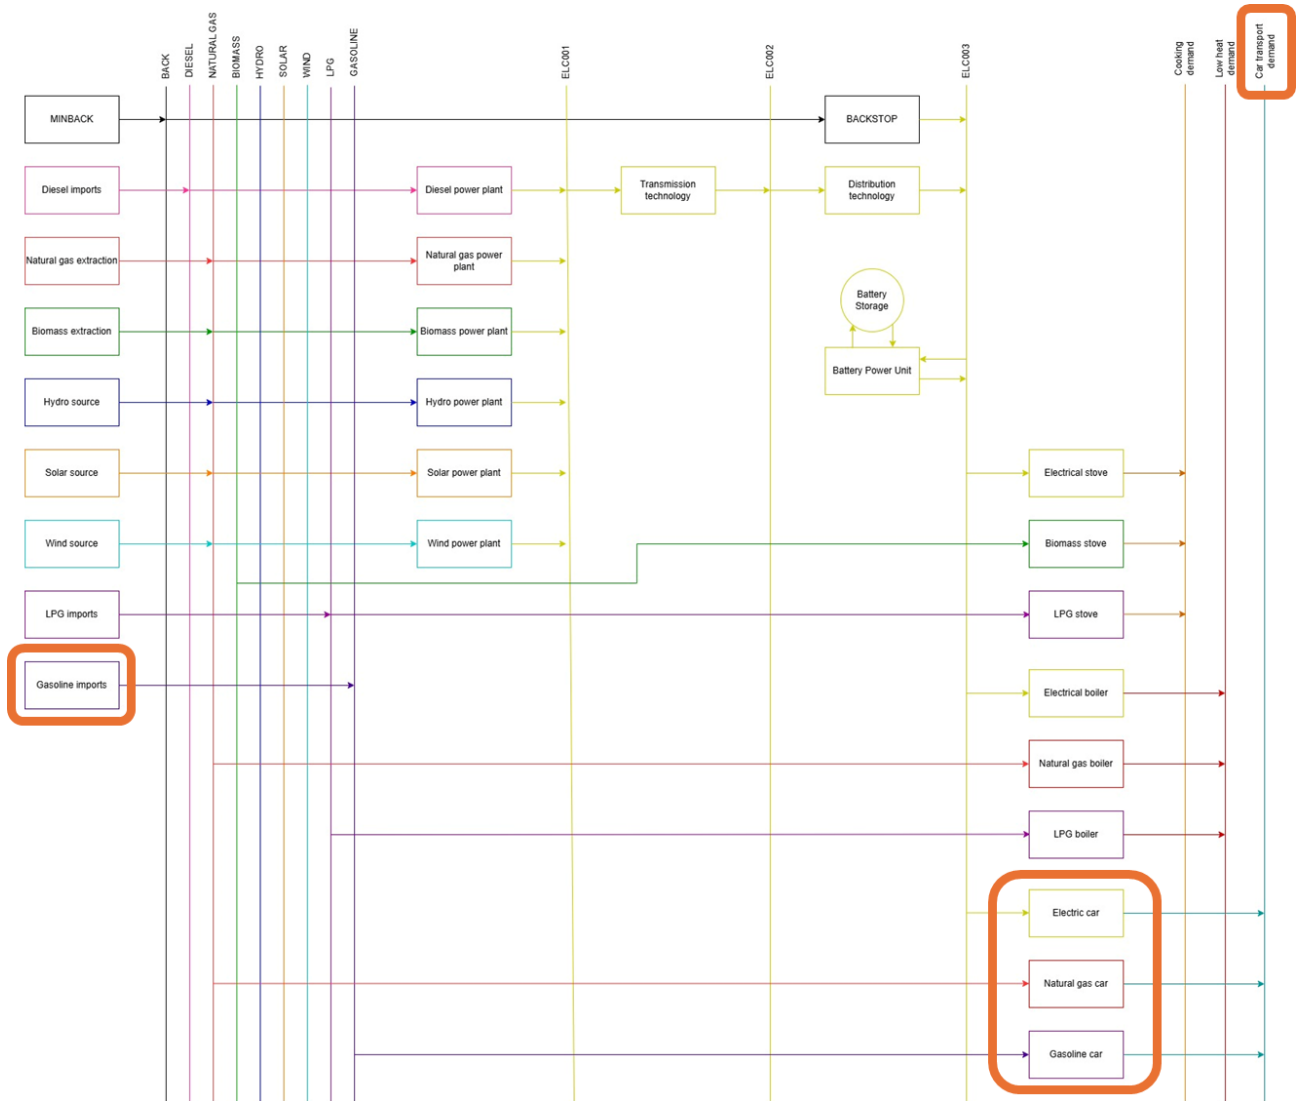 BACK
DIESEL
NATURAL GAS
BIOMASS
HYDRO
SOLAR
WIND
LPG
GASOLINE
ELC001
ELC002
ELC003
Cooking
demand
Low heat
demand
Car transport
demand
MINBACK
BACKSTOP
Diesel imports
Diesel power plant
Transmission
technology
Distribution
technology
Natural gas extraction
Natural gas power
plant
Battery
Storage
Biomass extraction
Biomass power plant
Battery Power Unit
Hydro source
Hydro power plant
Solar source
Solar power plant
Electrical stove
Wind source
Wind power plant
Biomass stove
LPG imports
LPG stove
Gasoline imports
Electrical boiler
Natural gas boiler
LPG boiler
Electric car
Natural gas car
Gasoline car